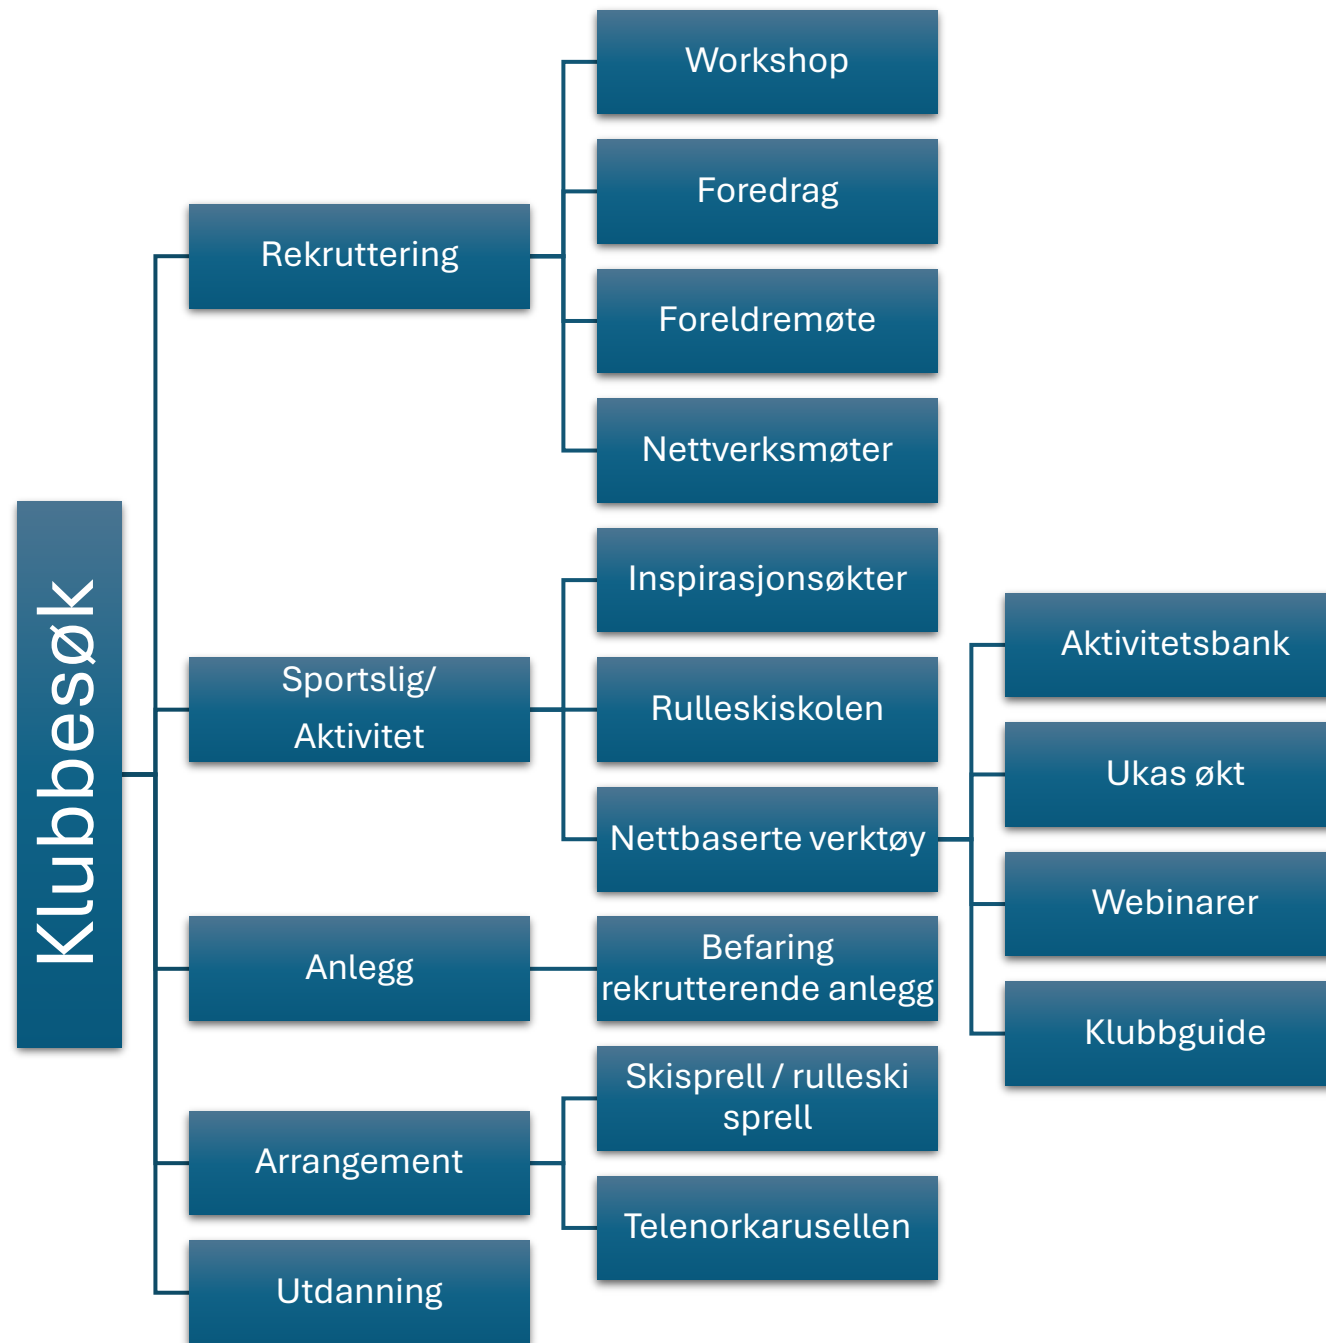 Klubbesøk
Rekruttering
Workshop
Foredrag
Foreldremøte
Nettverksmøter
Sportslig/
Aktivitet
Inspirasjonsøkter
Rulleskiskolen
Nettbaserte verktøy
Aktivitetsbank
Ukas økt
Webinarer
Klubbguide
Anlegg
Befaring
rekrutterende anlegg
Arrangement
Skisprell / rulleski
sprell
Telenorkarusellen
Utdanning